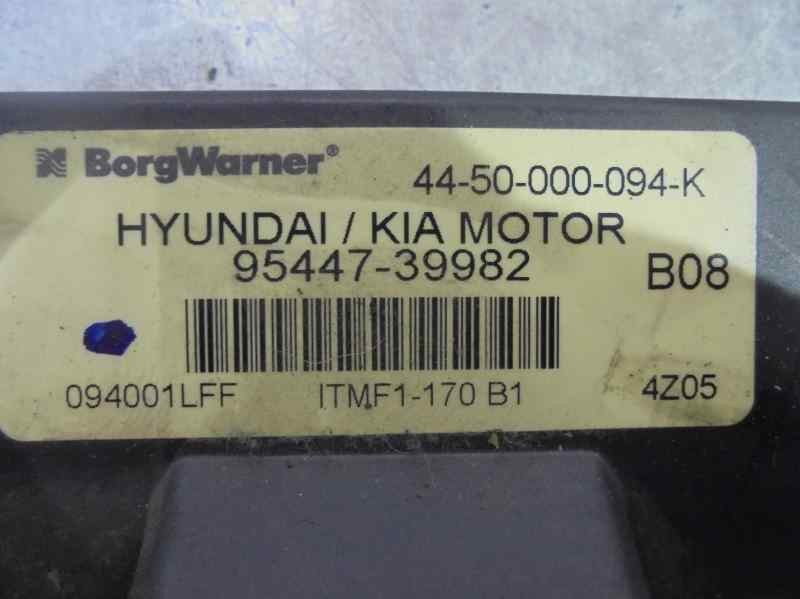 BorgWarner®
44-50-000-094-K
HYUNDAI / KIA MOTOR
95447-39982
B08
094001LFF ITMF1-170 B1 4Z05